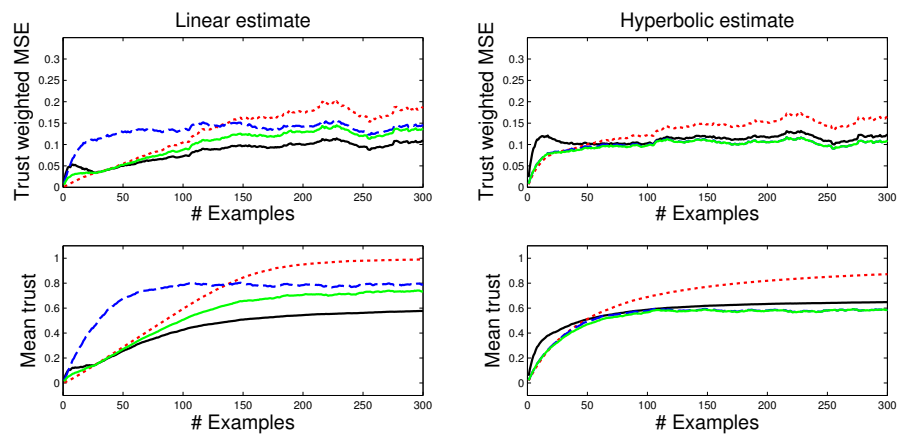 Linear estimate
Trust weighted MSE
0.3
0.25
0.2
0.15
0.1
0.05
0
0 50 100 150 200 250 300
# Examples
Hyperbolic estimate
Trust weighted MSE
0.3
0.25
0.2
0.15
0.1
0.05
0
0 50 100 150 200 250 300
# Examples
Mean trust
1
0.8
0.6
0.4
0.2
0
0 50 100 150 200 250 300
# Examples
Mean trust
1
0.8
0.6
0.4
0.2
0
0 50 100 150 200 250 300
# Examples